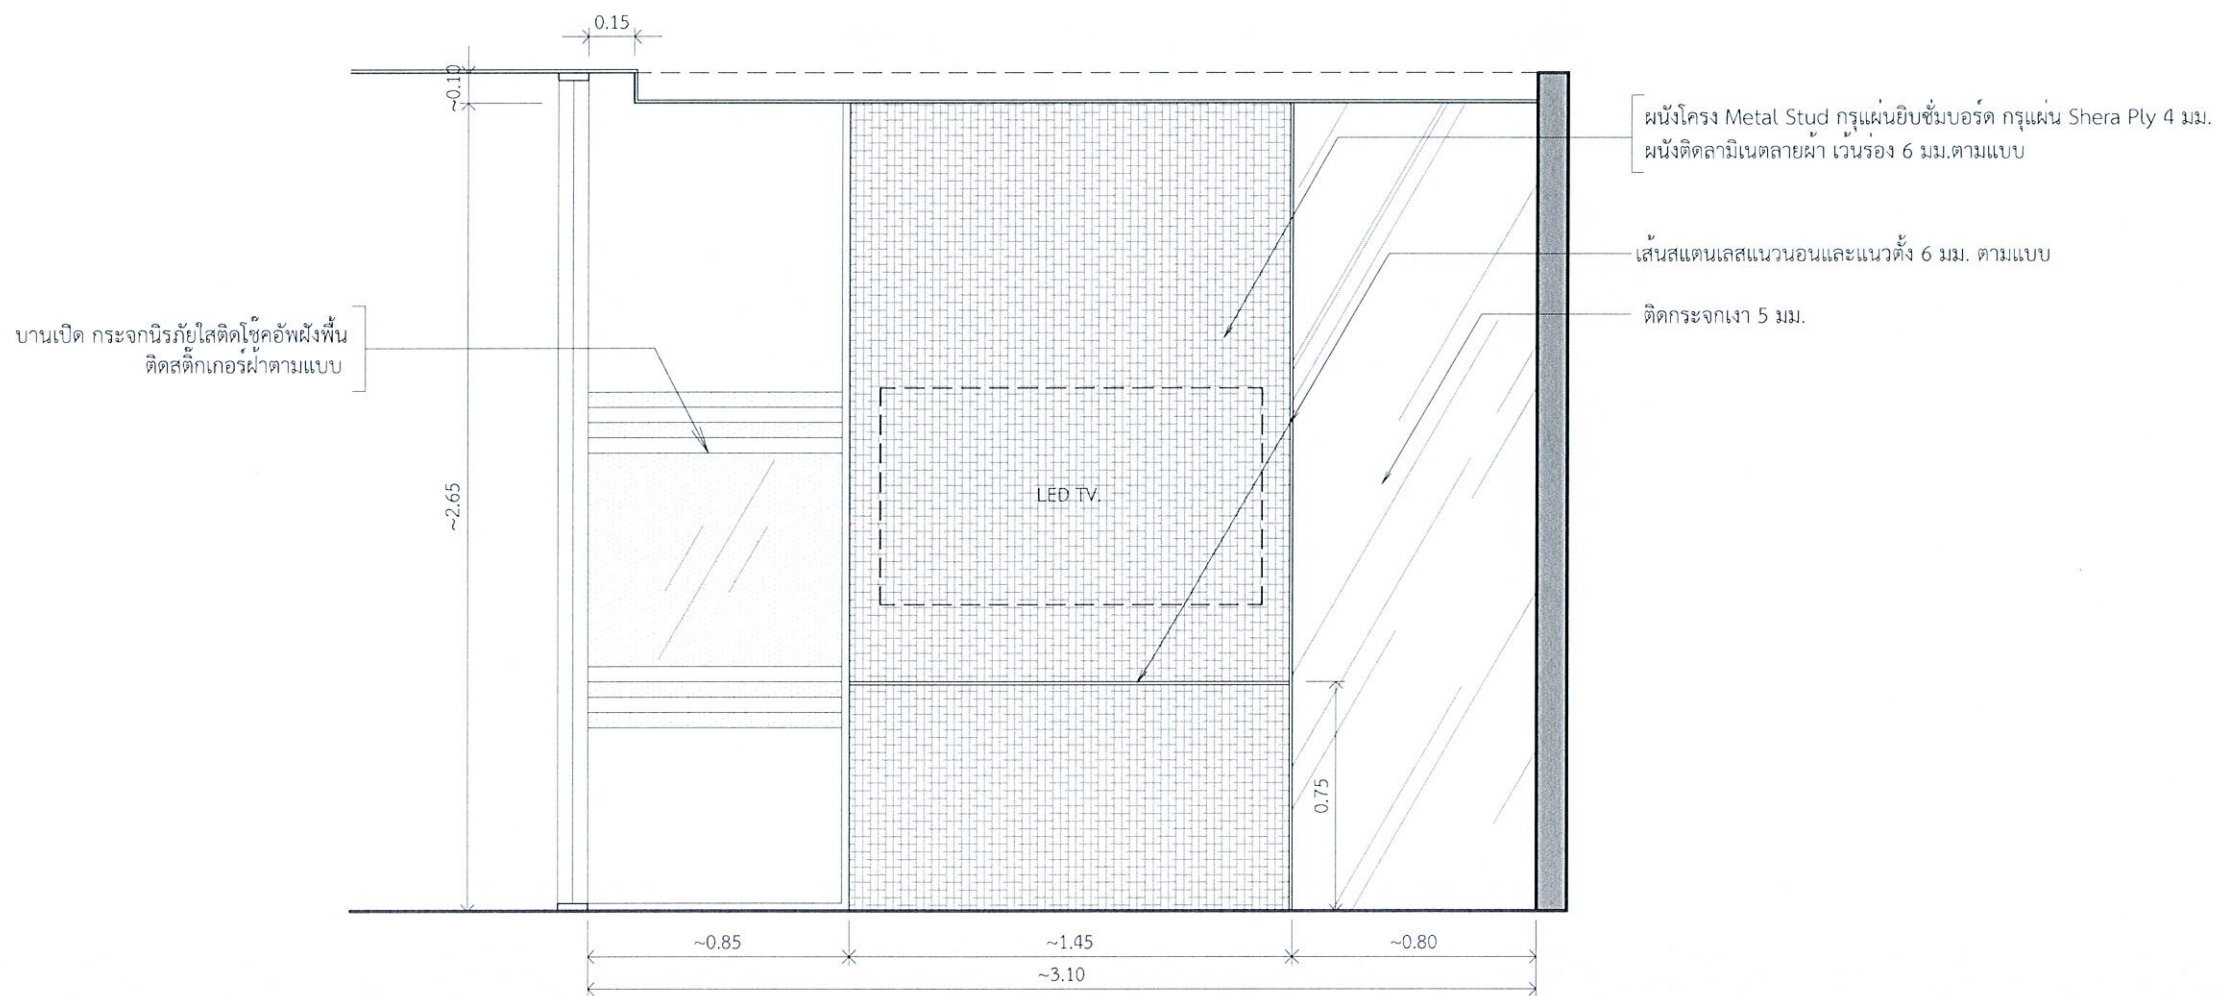 0.15
~0.10
ผนังโครง Metal Stud กรุแผ่นยิบซั่มบอร์ด กรุแผ่น Shera Ply 4 มม.
ผนังติดลามิเนตลายผ้า เว้นร่อง 6 มม.ตามแบบ
เส้นสแตนเลสแนวนอนและแนวตั้ง 6 มม. ตามแบบ
ติดกระจกเงา 5 มม.
บานเปิด กระจกนิรภัยใสติดโช๊คอัพฝังพื้น
ติดสติ๊กเกอร์ฝ้าตามแบบ
~2.65
LED TV.
0.75
~0.85
~1.45
~0.80
~3.10